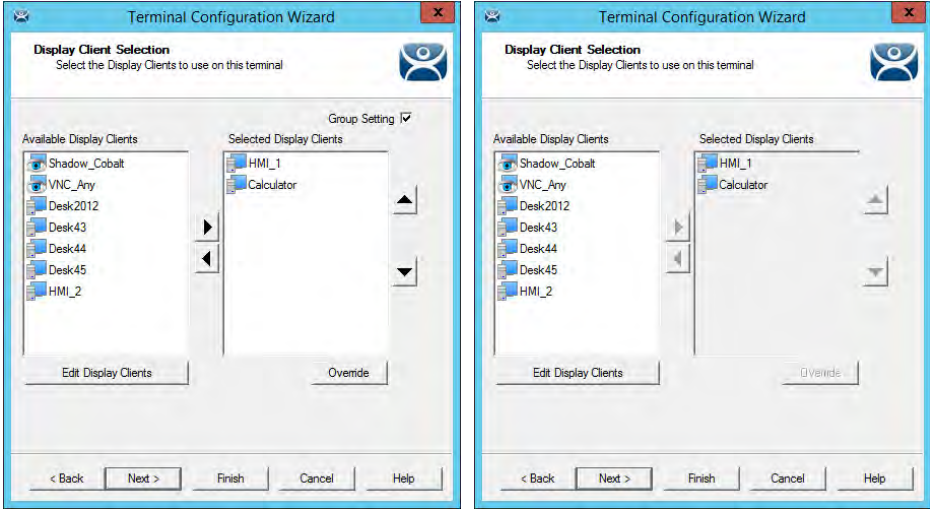 Terminal Configuration Wizard
x
Display Client Selection
Select the Display Clients to use on this terminal
Group Setting
Available Display Clients
Selected Display Clients
Shadow_Cobalt
VNC_Any
Desk2012
Desk43
Desk44
Desk45
HMI_2
HMI_1
Calculator
Edit Display Clients
Override
< Back
Next >
Finish
Cancel
Help
Terminal Configuration Wizard
x
Display Client Selection
Select the Display Clients to use on this terminal
Available Display Clients
Selected Display Clients
Shadow_Cobalt
VNC_Any
Desk2012
Desk43
Desk44
Desk45
HMI_2
HMI_1
Calculator
Edit Display Clients
Override
< Back
Next >
Finish
Cancel
Help